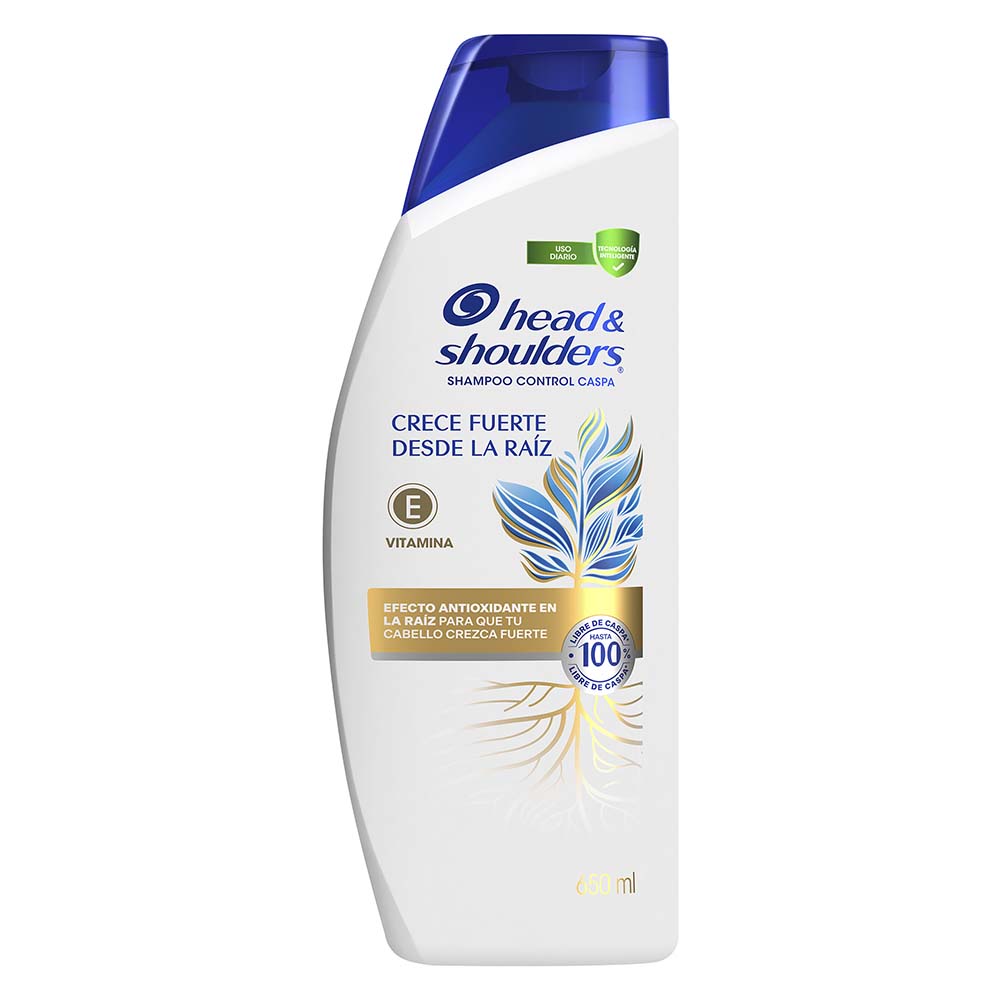 USO
DIARIO
TECNOLOGÍA
INTELIGENTE
head &
shoulders®
SHAMPOO CONTROL CASPA
CRECE FUERTE
DESDE LA RAÍZ
E
VITAMINA
EFECTO ANTIOXIDANTE EN
LA RAÍZ PARA QUE TU
CABELLO CREZCA FUERTE
LIBRE DE CASPA*
HASTA
100%
LIBRE DE CASPA*
650 ml